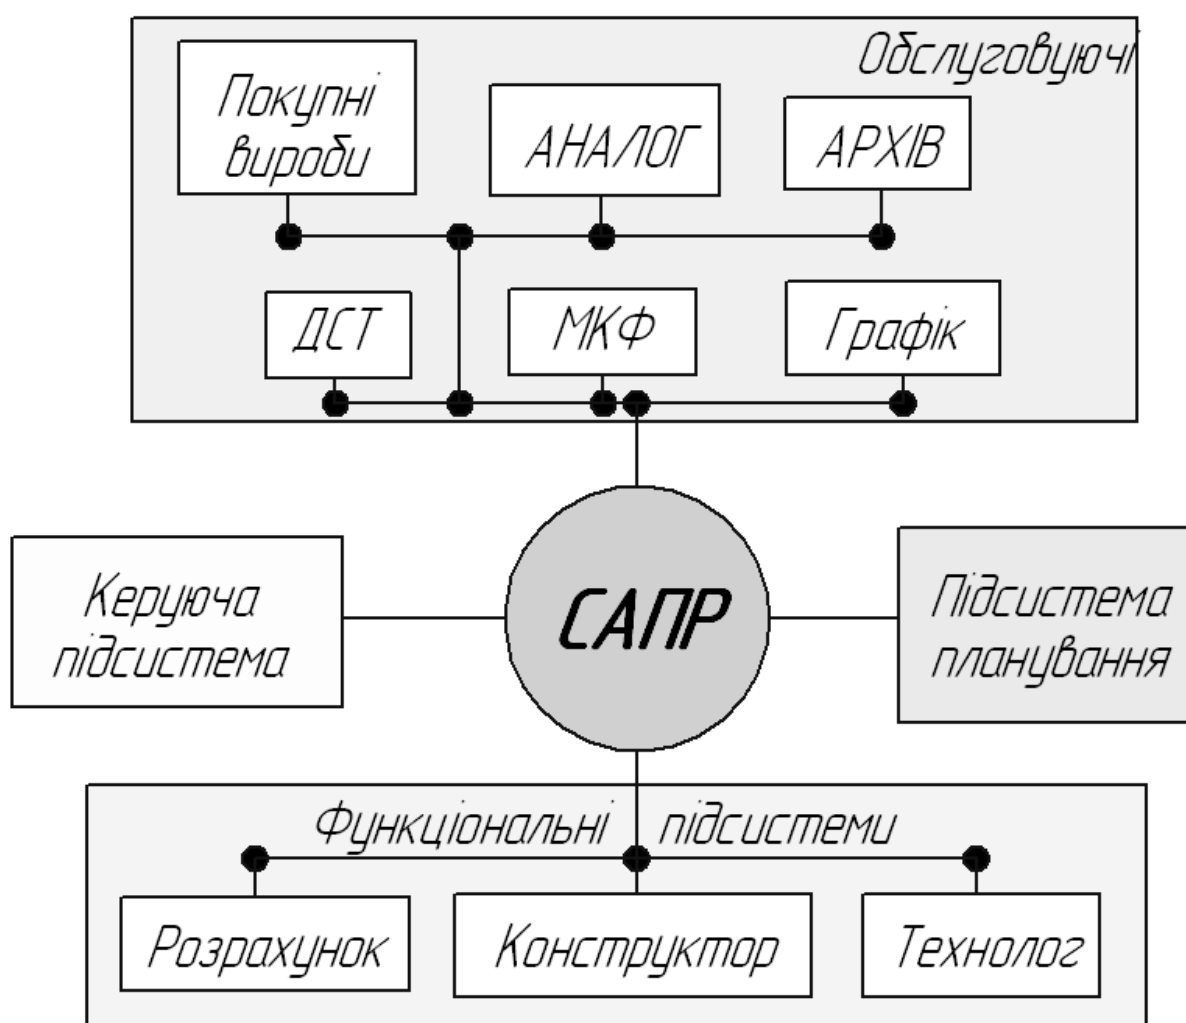 Обслуговуючі
Покупні
вироби
АНАЛОГ
АРХІВ
ДСТ
МКФ
Графік
Керуюча
підсистема
САПР
Підсистема
планування
Функціональні підсистеми
Розрахунок
Конструктор
Технолог